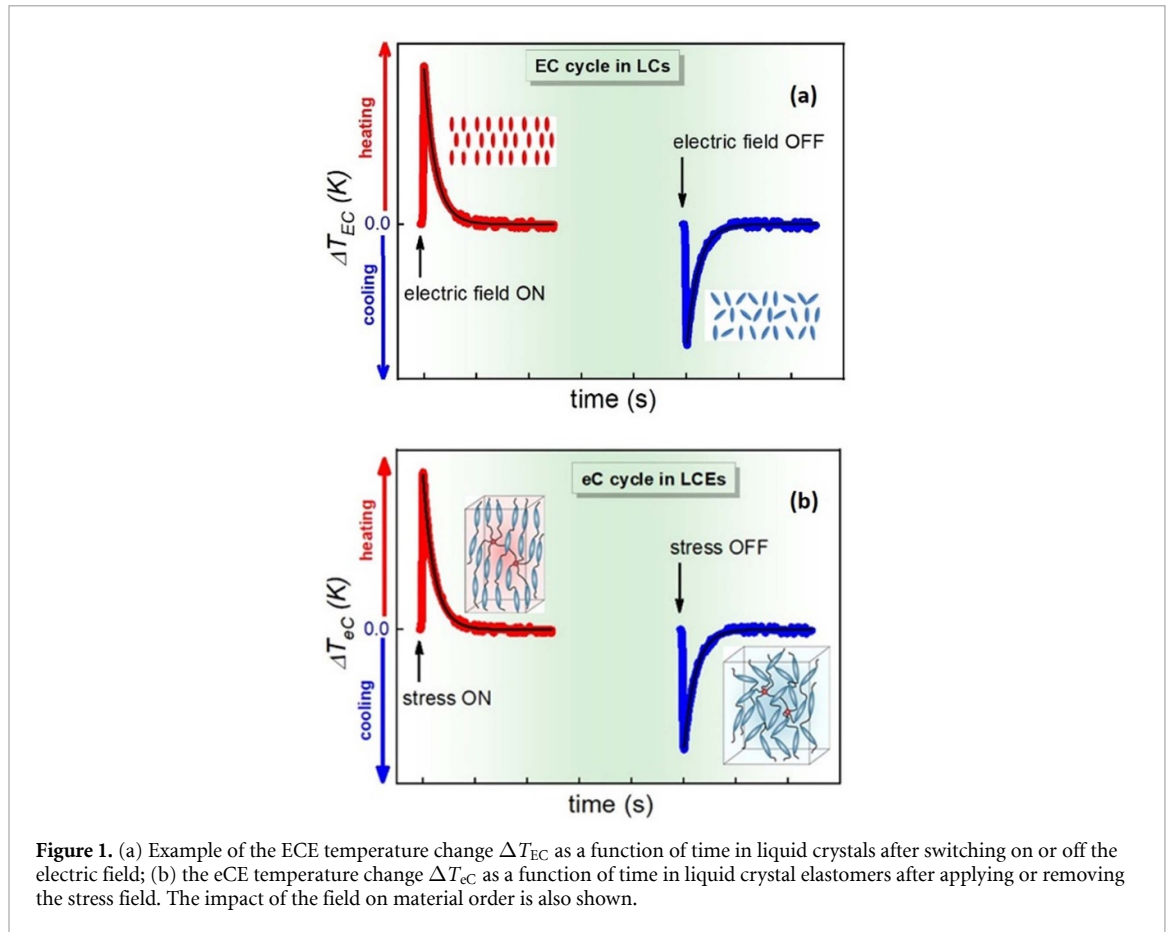 EC cycle in LCs
(a)
heating
electric field OFF
ΔT_EC (K)
0.0
electric field ON
cooling
time (s)
eC cycle in LCEs
(b)
heating
stress OFF
ΔT_eC (K)
0.0
stress ON
cooling
time (s)
Figure 1. (a) Example of the ECE temperature change ΔT_EC as a function of time in liquid crystals after switching on or off the
electric field; (b) the eCE temperature change ΔT_eC as a function of time in liquid crystal elastomers after applying or removing
the stress field. The impact of the field on material order is also shown.